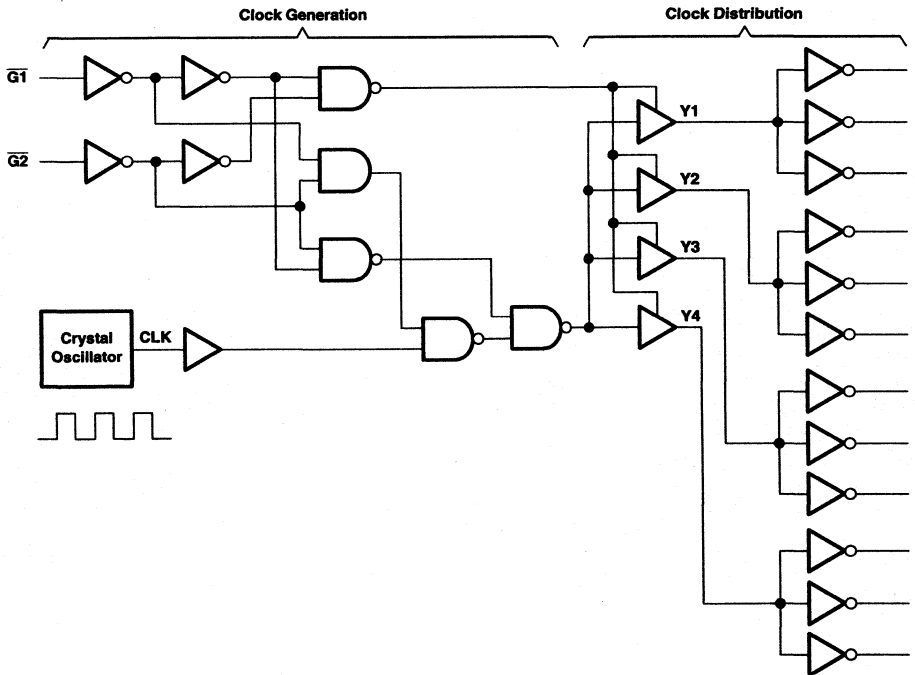 Clock Generation
Clock Distribution
G1
G2
Y1
Y2
Y3
Y4
Crystal
Oscillator
CLK